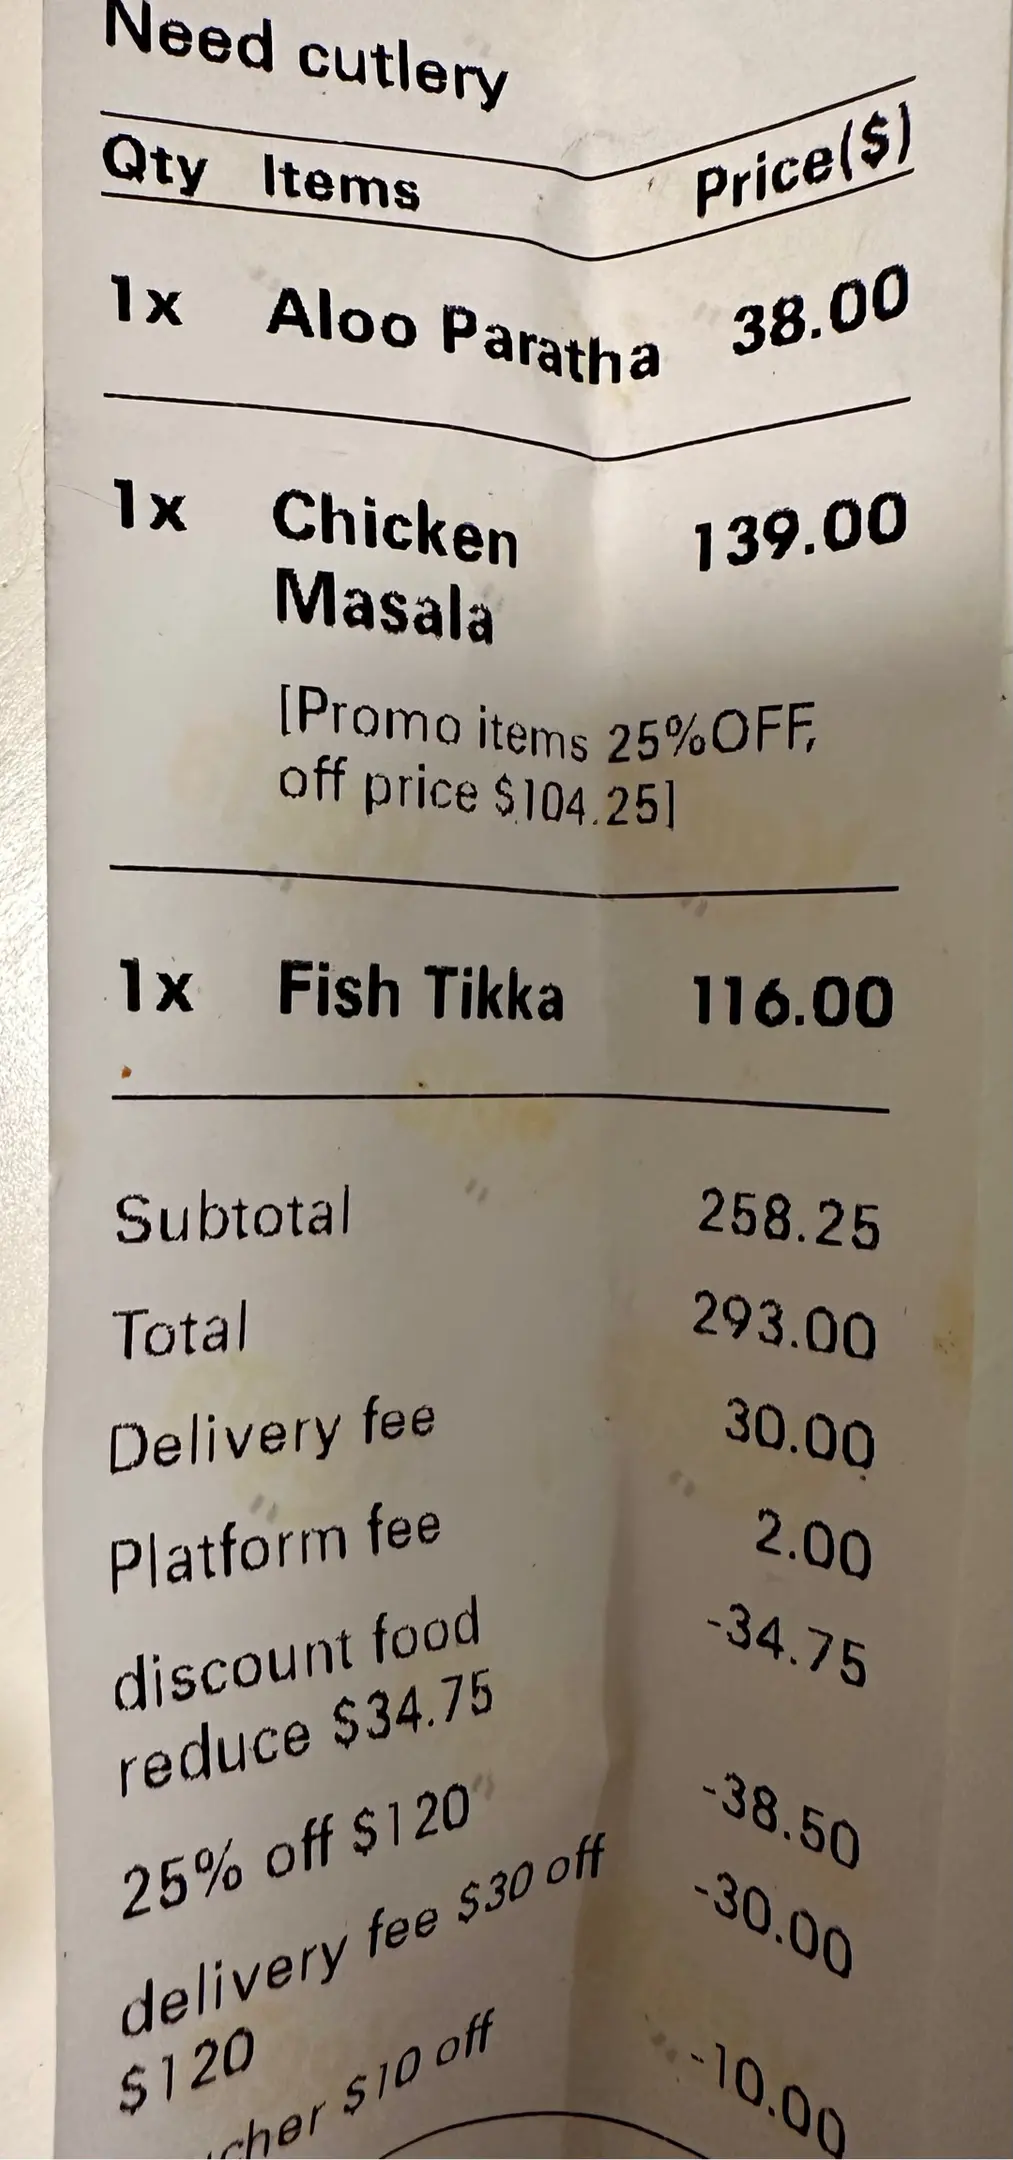 Need cutlery
Qty Items Price($)
1x Aloo Paratha 38.00
1x Chicken 139.00
Masala
[Promo items 25%OFF,
off price $104.25]
1x Fish Tikka 116.00
Subtotal 258.25
Total 293.00
Delivery fee 30.00
Platform fee 2.00
discount food -34.75
reduce $34.75
25% off $120 -38.50
delivery fee $30 off -30.00
$120
$10 off -10.00